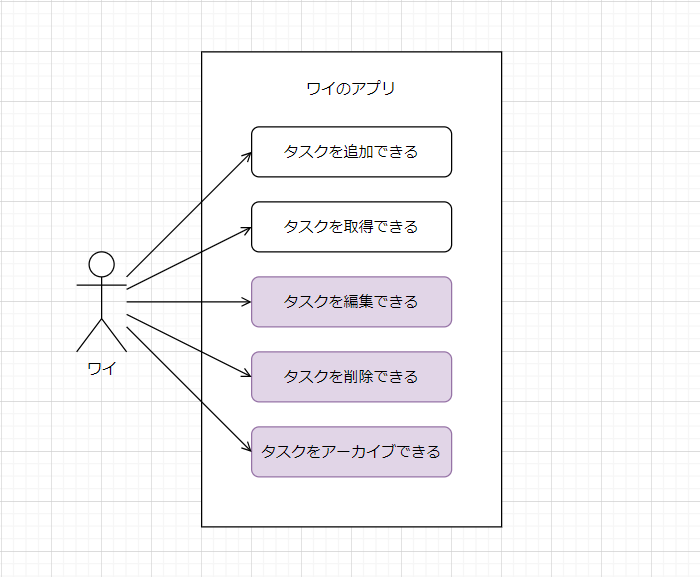 ワイのアプリ
タスクを追加できる
タスクを取得できる
タスクを編集できる
タスクを削除できる
タスクをアーカイブできる
ワイ